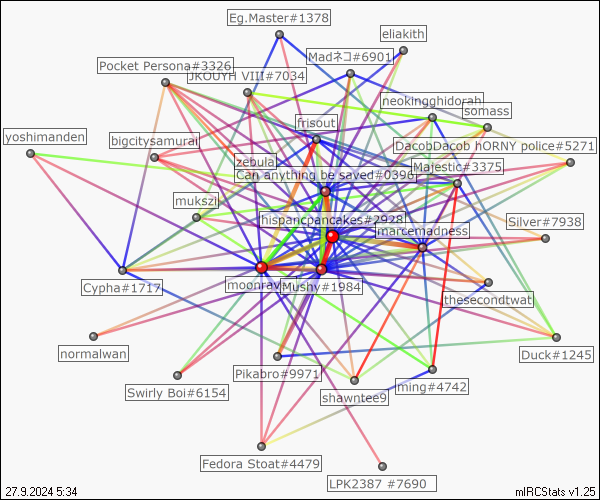 Eg.Master#1378
eliakith
Madネコ#6901
Pocket Persona#3326
JKOUYH VIII#7034
neokingghidorah
somass
frisout
yoshimanden
bigcitysamurai
DacobDacob hORNY police#5271
zebula
Majestic#3375
Can anything be saved#0396
mukszi
hispanicpancakes#2928
Silver#7938
marcemadness
Cypha#1717
moonrav
Mushy#1984
thesecondtwat
normalwan
Duck#1245
Pikabro#9971
Swirly Boi#6154
shawntee9
ming#4742
Fedora Stoat#4479
LPK2387 #7690
27.9.2024 5:34
mIRCStats v1.25